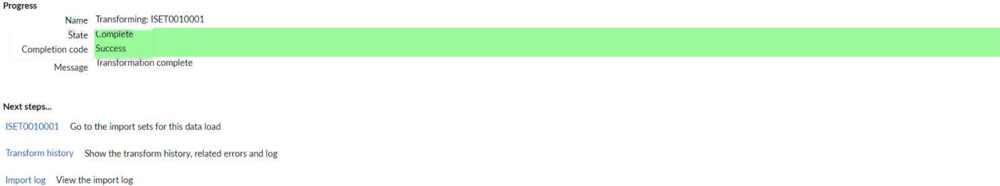 Progress
Name Transforming: ISET0010001
State Complete
Completion code Success
Message Transformation complete
Next steps...
ISET0010001 Go to the import sets for this data load
Transform history Show the transform history, related errors and log
Import log View the import log